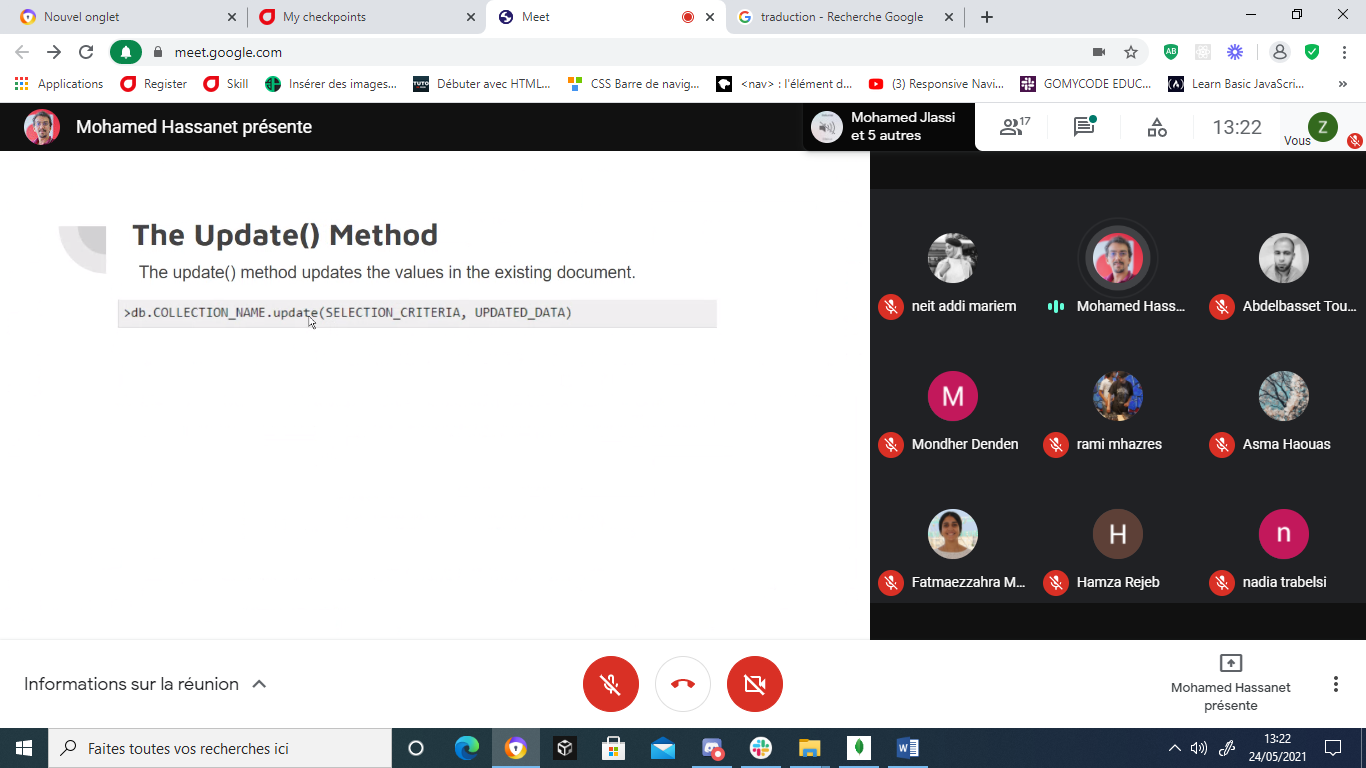 Nouvel onglet
My checkpoints
Meet
traduction - Recherche Google
meet.google.com
Applications
Register
Skill
Insérer des images...
Débuter avec HTML...
CSS Barre de navig...
<nav> : l'élément d...
(3) Responsive Navi...
GOMYCODE EDUC...
Learn Basic JavaScri...
»
Mohamed Hassanet présente
Mohamed Jlassi
et 5 autres
17
13:22
Vous
Z
The Update() Method
The update() method updates the values in the existing document.
>db.COLLECTION_NAME.update(SELECTION_CRITERIA, UPDATED_DATA)
neit addi mariem
Mohamed Hass...
Abdelbasset Tou...
M
Mondher Denden
rami mhazres
Asma Haouas
H
n
Fatmaezzahra M...
Hamza Rejeb
nadia trabelsi
Informations sur la réunion
Mohamed Hassanet
présente
Faites toutes vos recherches ici
13:22
24/05/2021